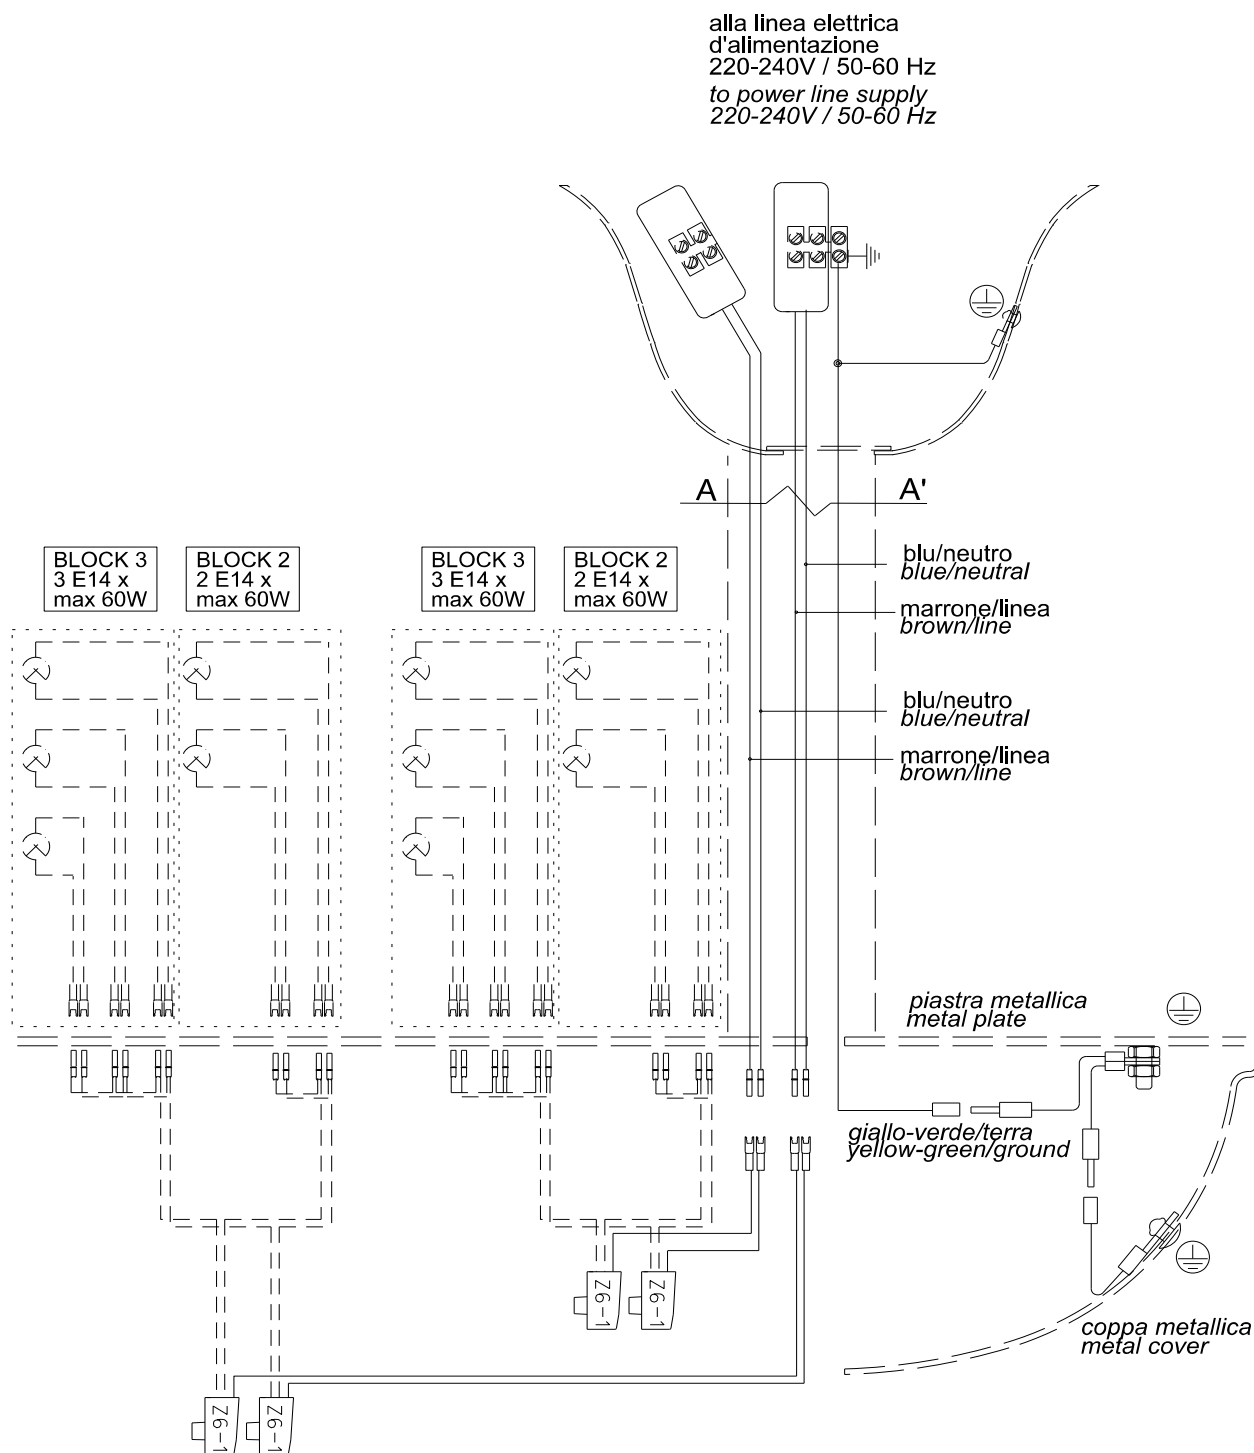 alla linea elettrica
d'alimentazione
220-240V / 50-60 Hz
to power line supply
220-240V / 50-60 Hz
A
A'
BLOCK 3
3 E14 x
max 60W
BLOCK 2
2 E14 x
max 60W
BLOCK 3
3 E14 x
max 60W
BLOCK 2
2 E14 x
max 60W
blu/neutro
blue/neutral
marrone/linea
brown/line
blu/neutro
blue/neutral
marrone/linea
brown/line
piastra metallica
metal plate
giallo-verde/terra
yellow-green/ground
Z6-1
Z6-1
coppa metallica
metal cover
Z6-1
Z6-1